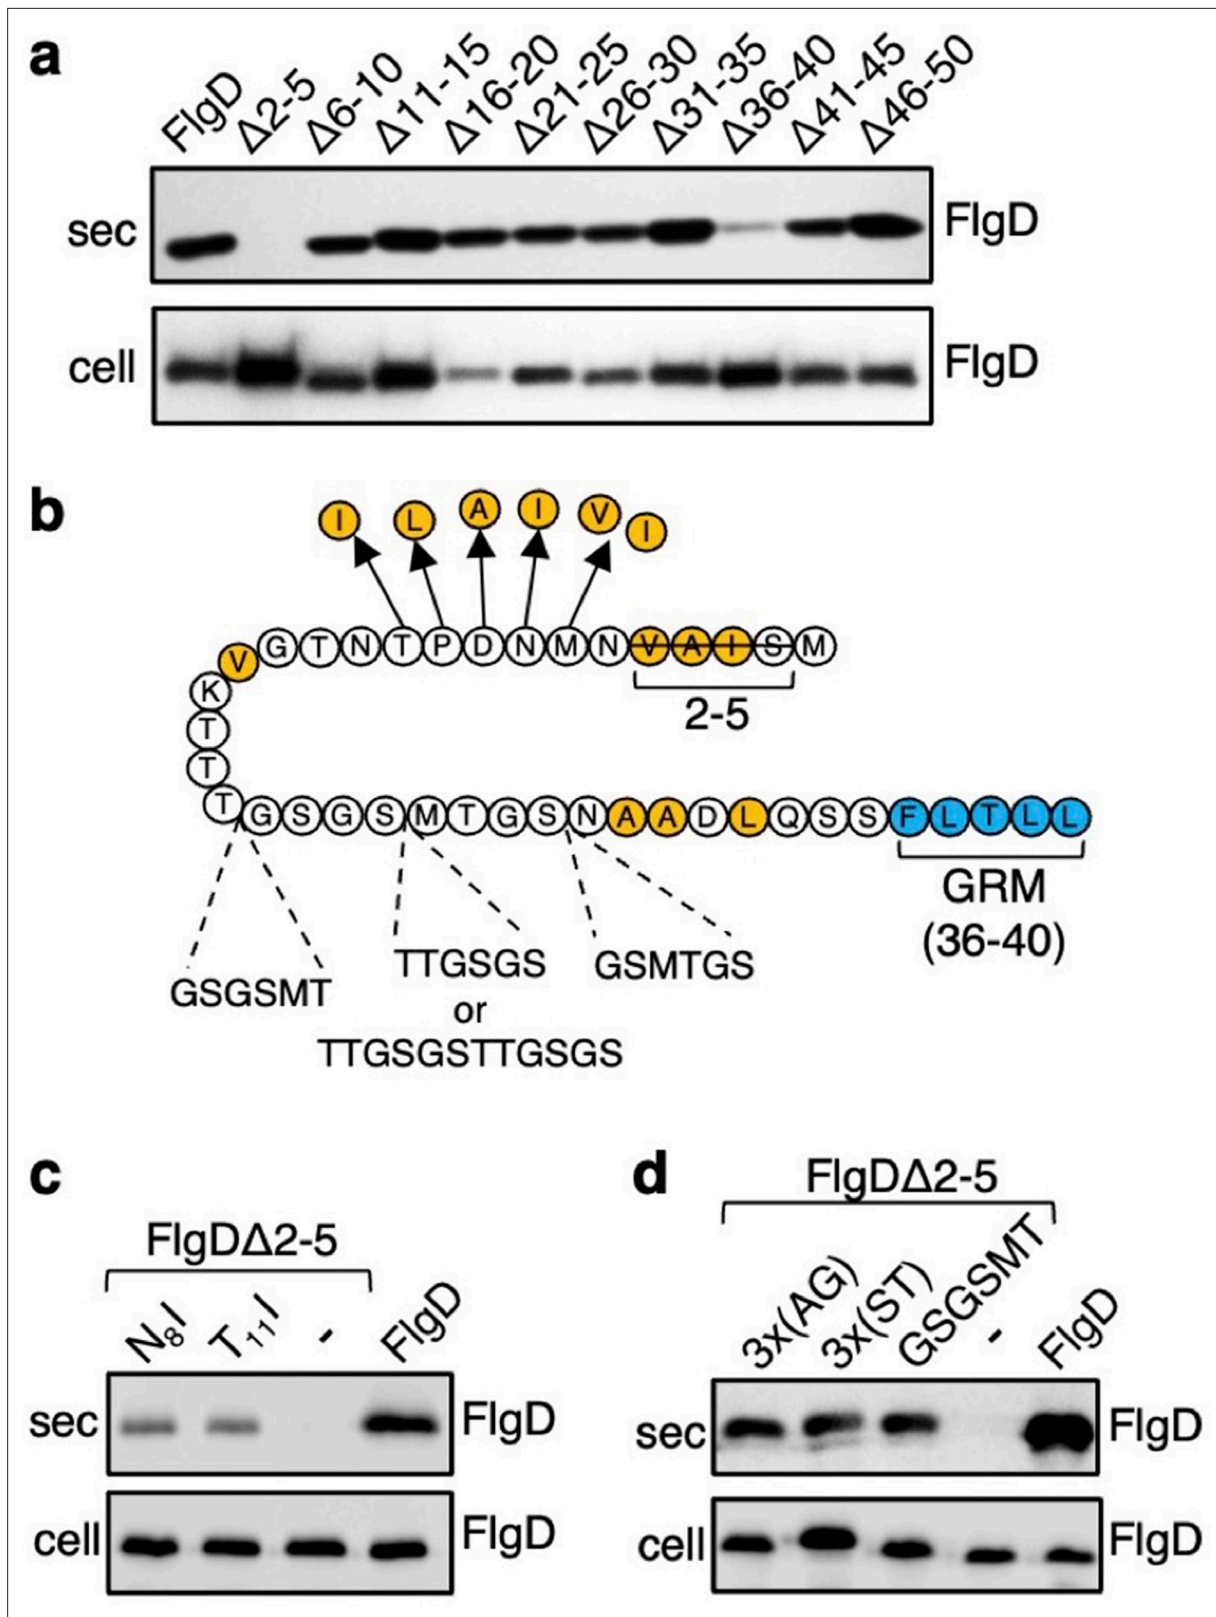 a
FlgD Δ2-5 Δ6-10 Δ11-15 Δ16-20 Δ21-25 Δ26-30 Δ31-35 Δ36-40 Δ41-45 Δ46-50
sec FlgD
cell FlgD
b
I L A I V I
V G T N T P D N M N V A I S M
2-5
K
T
T
T G S G S M T G S N A A D L Q S S F L T L L
GRM
(36-40)
TTGSGS GSMTGS
GSGSMT
or
TTGSGSTTGSGS
c
FlgDΔ2-5
N8I T11I - FlgD
sec FlgD
cell FlgD
d
FlgDΔ2-5
3x(AG) 3x(ST) GSGSMT - FlgD
sec FlgD
cell FlgD